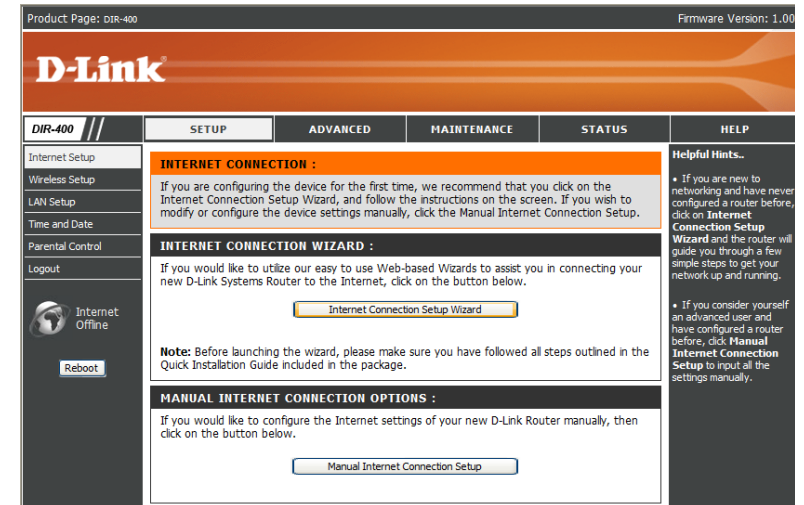 Product Page: DIR-400
Firmware Version: 1.00
D-Link
DIR-400
SETUP
ADVANCED
MAINTENANCE
STATUS
HELP
Internet Setup
Wireless Setup
LAN Setup
Time and Date
Parental Control
Logout
Internet
Offline
Reboot
INTERNET CONNECTION :
If you are configuring the device for the first time, we recommend that you click on the
Internet Connection Setup Wizard, and follow the instructions on the screen. If you wish to
modify or configure the device settings manually, click the Manual Internet Connection Setup.
INTERNET CONNECTION WIZARD :
If you would like to utilize our easy to use Web-based Wizards to assist you in connecting your
new D-Link Systems Router to the Internet, click on the button below.
Internet Connection Setup Wizard
Note: Before launching the wizard, please make sure you have followed all steps outlined in the
Quick Installation Guide included in the package.
MANUAL INTERNET CONNECTION OPTIONS :
If you would like to configure the Internet settings of your new D-Link Router manually, then
click on the button below.
Manual Internet Connection Setup
Helpful Hints..
• If you are new to
networking and have never
configured a router before,
click on Internet
Connection Setup
Wizard and the router will
guide you through a few
simple steps to get your
network up and running.
• If you consider yourself
an advanced user and
have configured a router
before, click Manual
Internet Connection
Setup to input all the
settings manually.